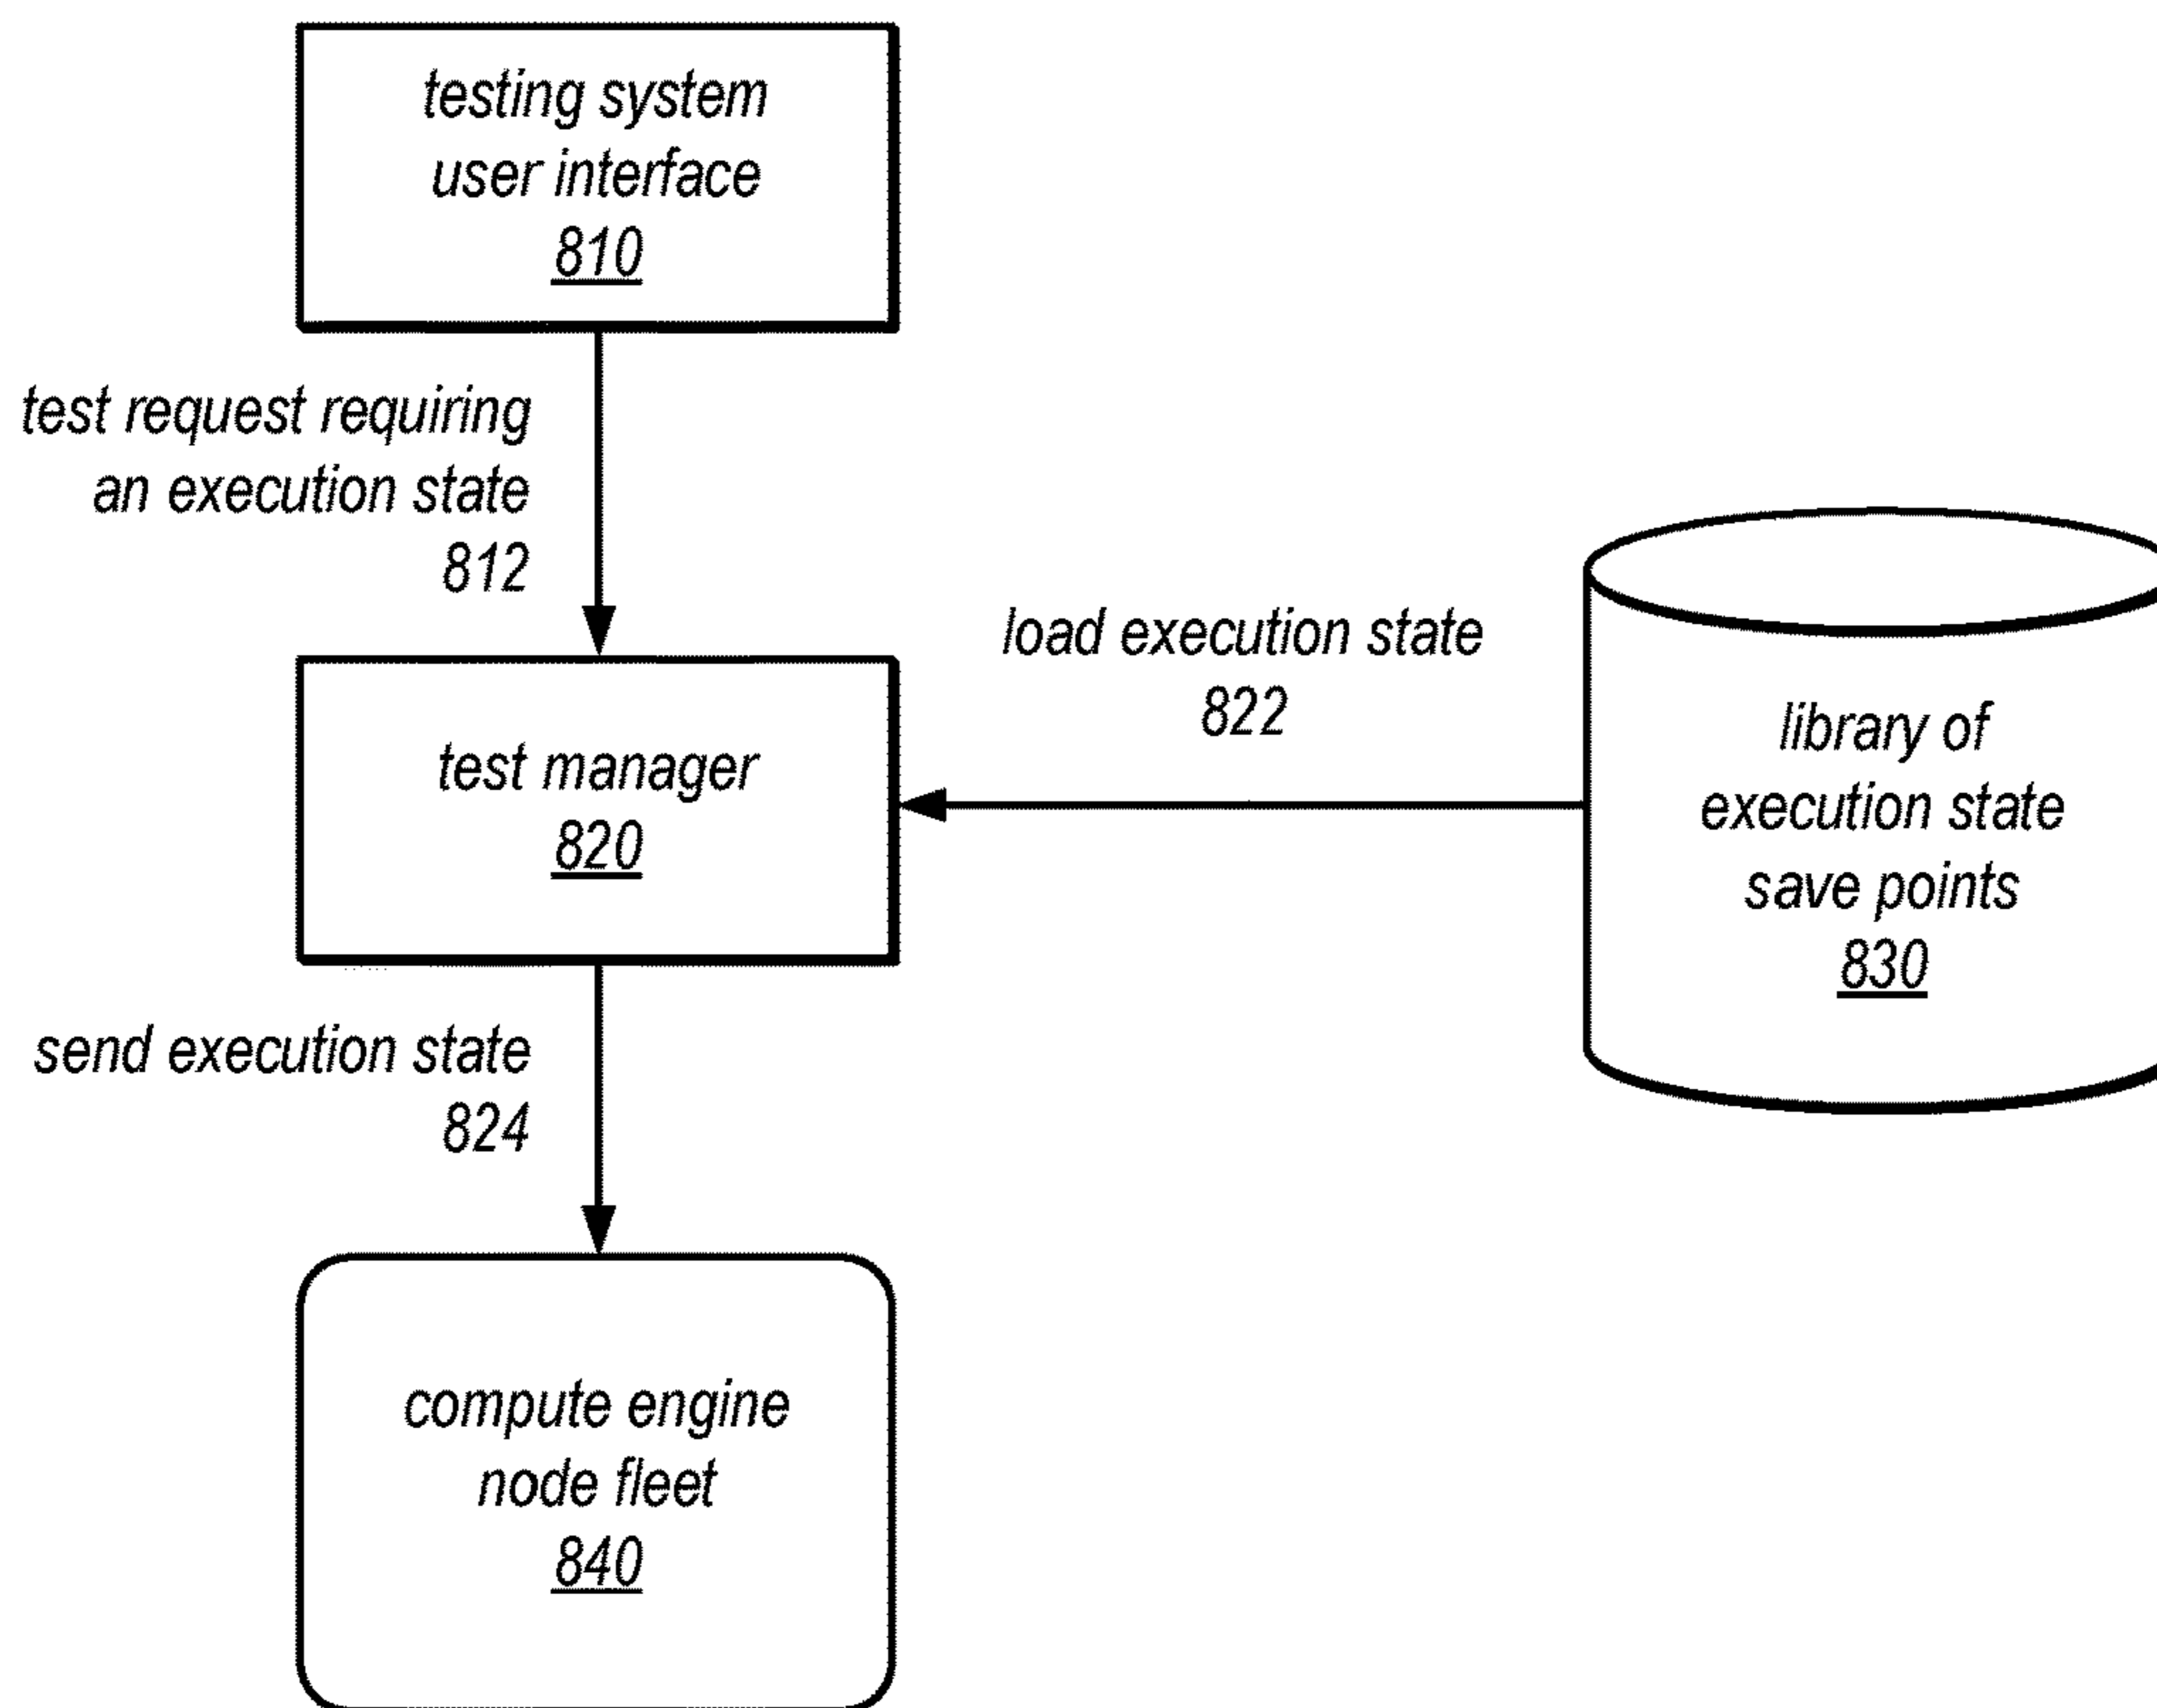 testing system
user interface
810
test request requiring
an execution state
812
load execution state
822
test manager
820
library of
execution state
save points
830
send execution state
824
compute engine
node fleet
840